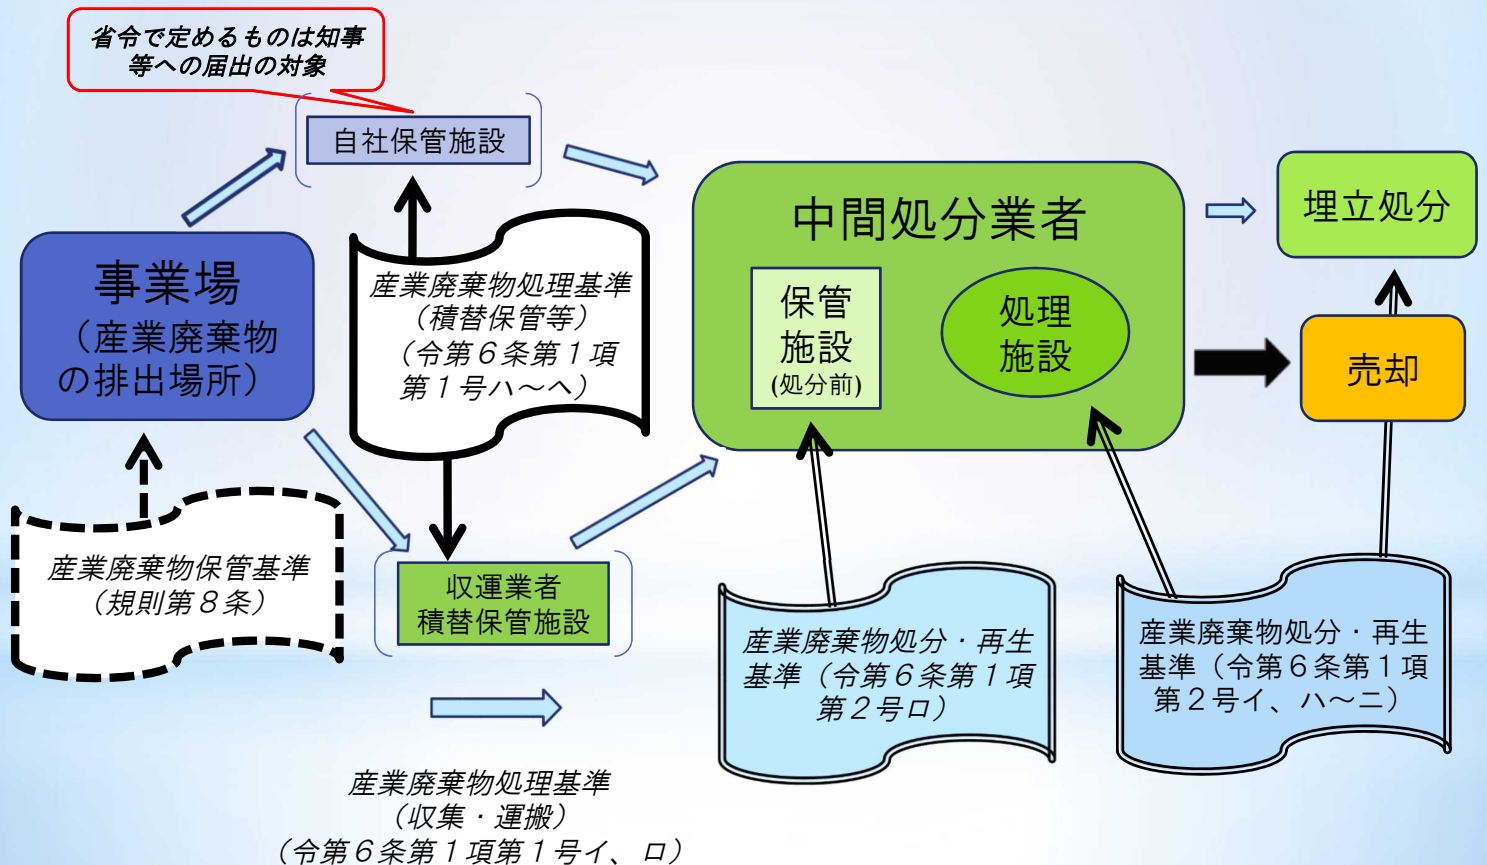 省令で定めるものは知事
等への届出の対象
自社保管施設
事業場
（産業廃棄物
の排出場所）
産業廃棄物処理基準
（積替保管等）
（令第６条第１項
第１号ハ～ヘ）
中間処分業者
保管
施設
(処分前)
処理
施設
埋立処分
売却
産業廃棄物保管基準
（規則第８条）
収運業者
積替保管施設
産業廃棄物処分・再生
基準（令第６条第１項
第２号ロ）
産業廃棄物処分・再生
基準（令第６条第１項
第２号イ、ハ～ニ）
産業廃棄物処理基準
（収集・運搬）
（令第６条第１項第１号イ、ロ）